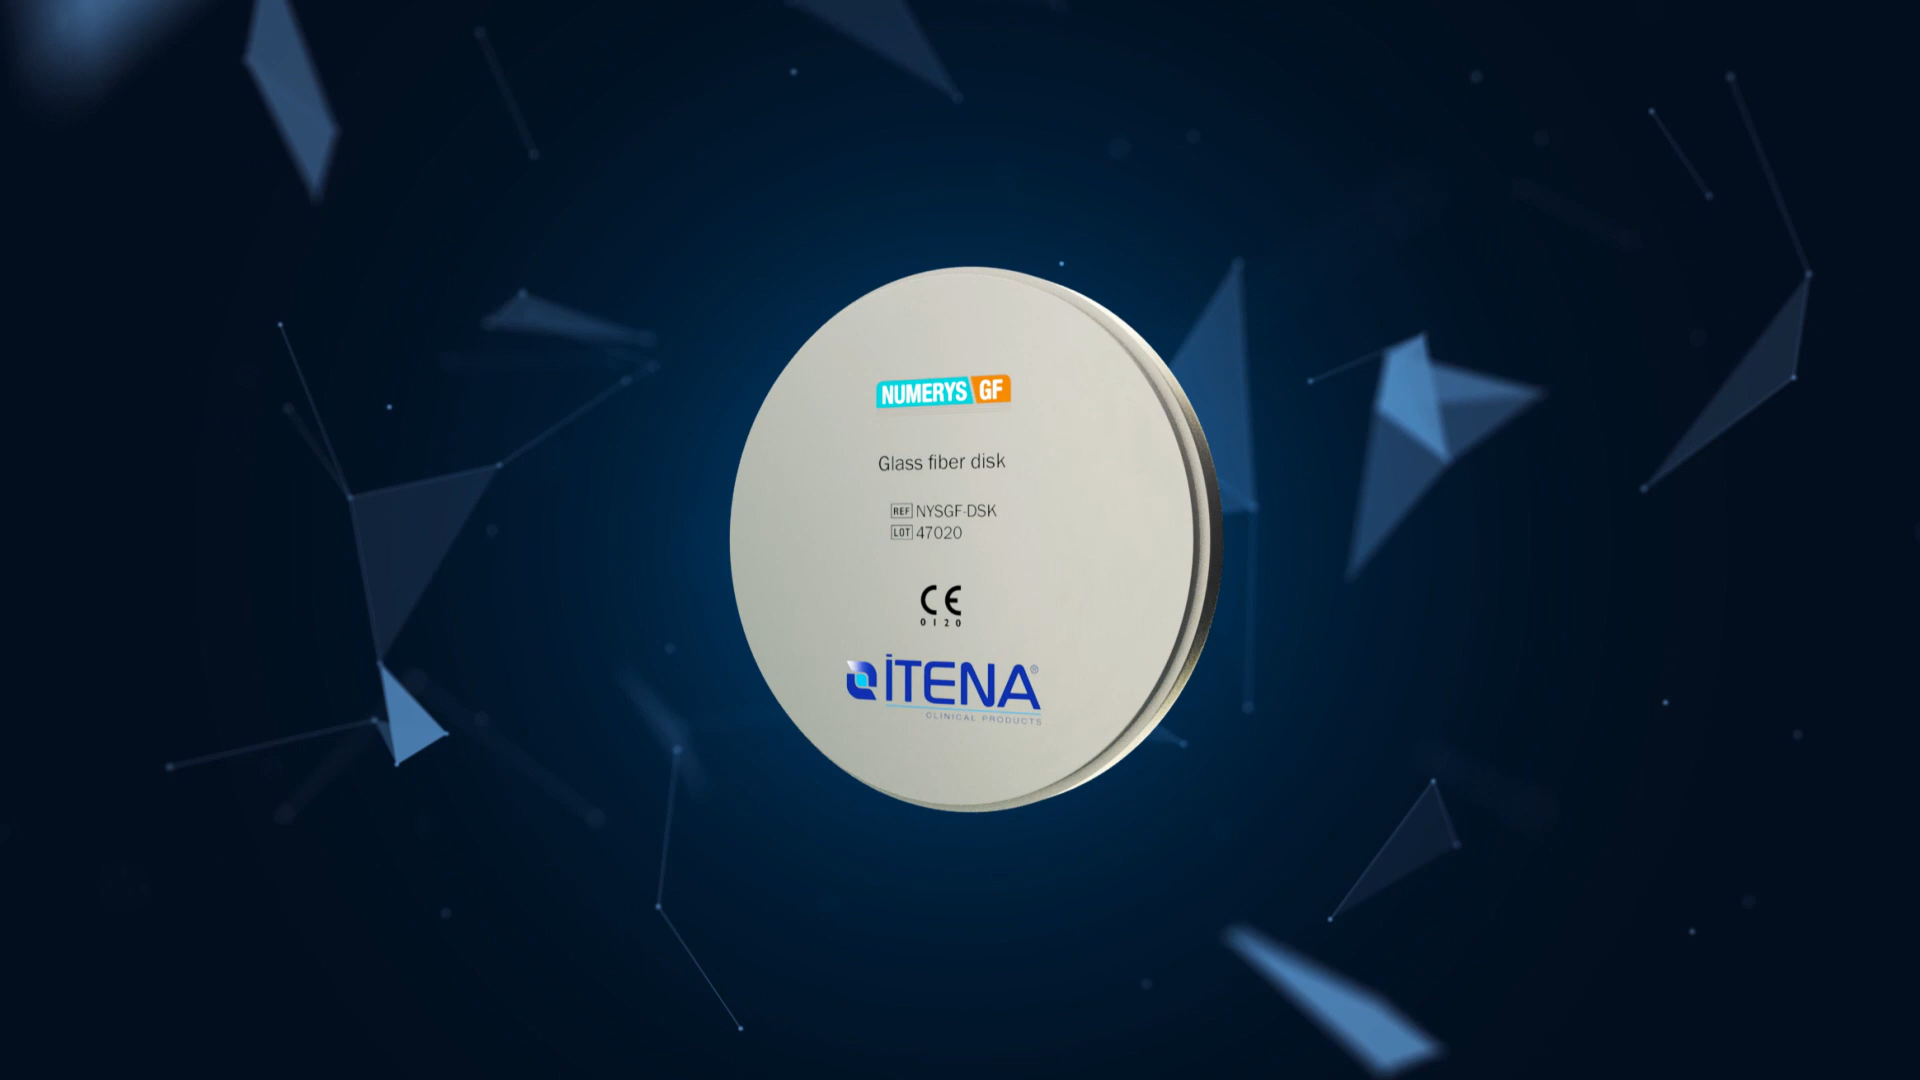 NUMERYS GF
Glass fiber disk
REF NYSGF-DSK
LOT 47020
CE
0120
iTENA®
CLINICAL PRODUCTS